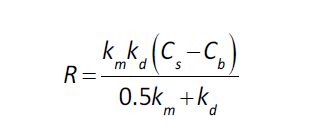 R = k_m k_d (C_s − C_b) / 0.5k_m + k_d